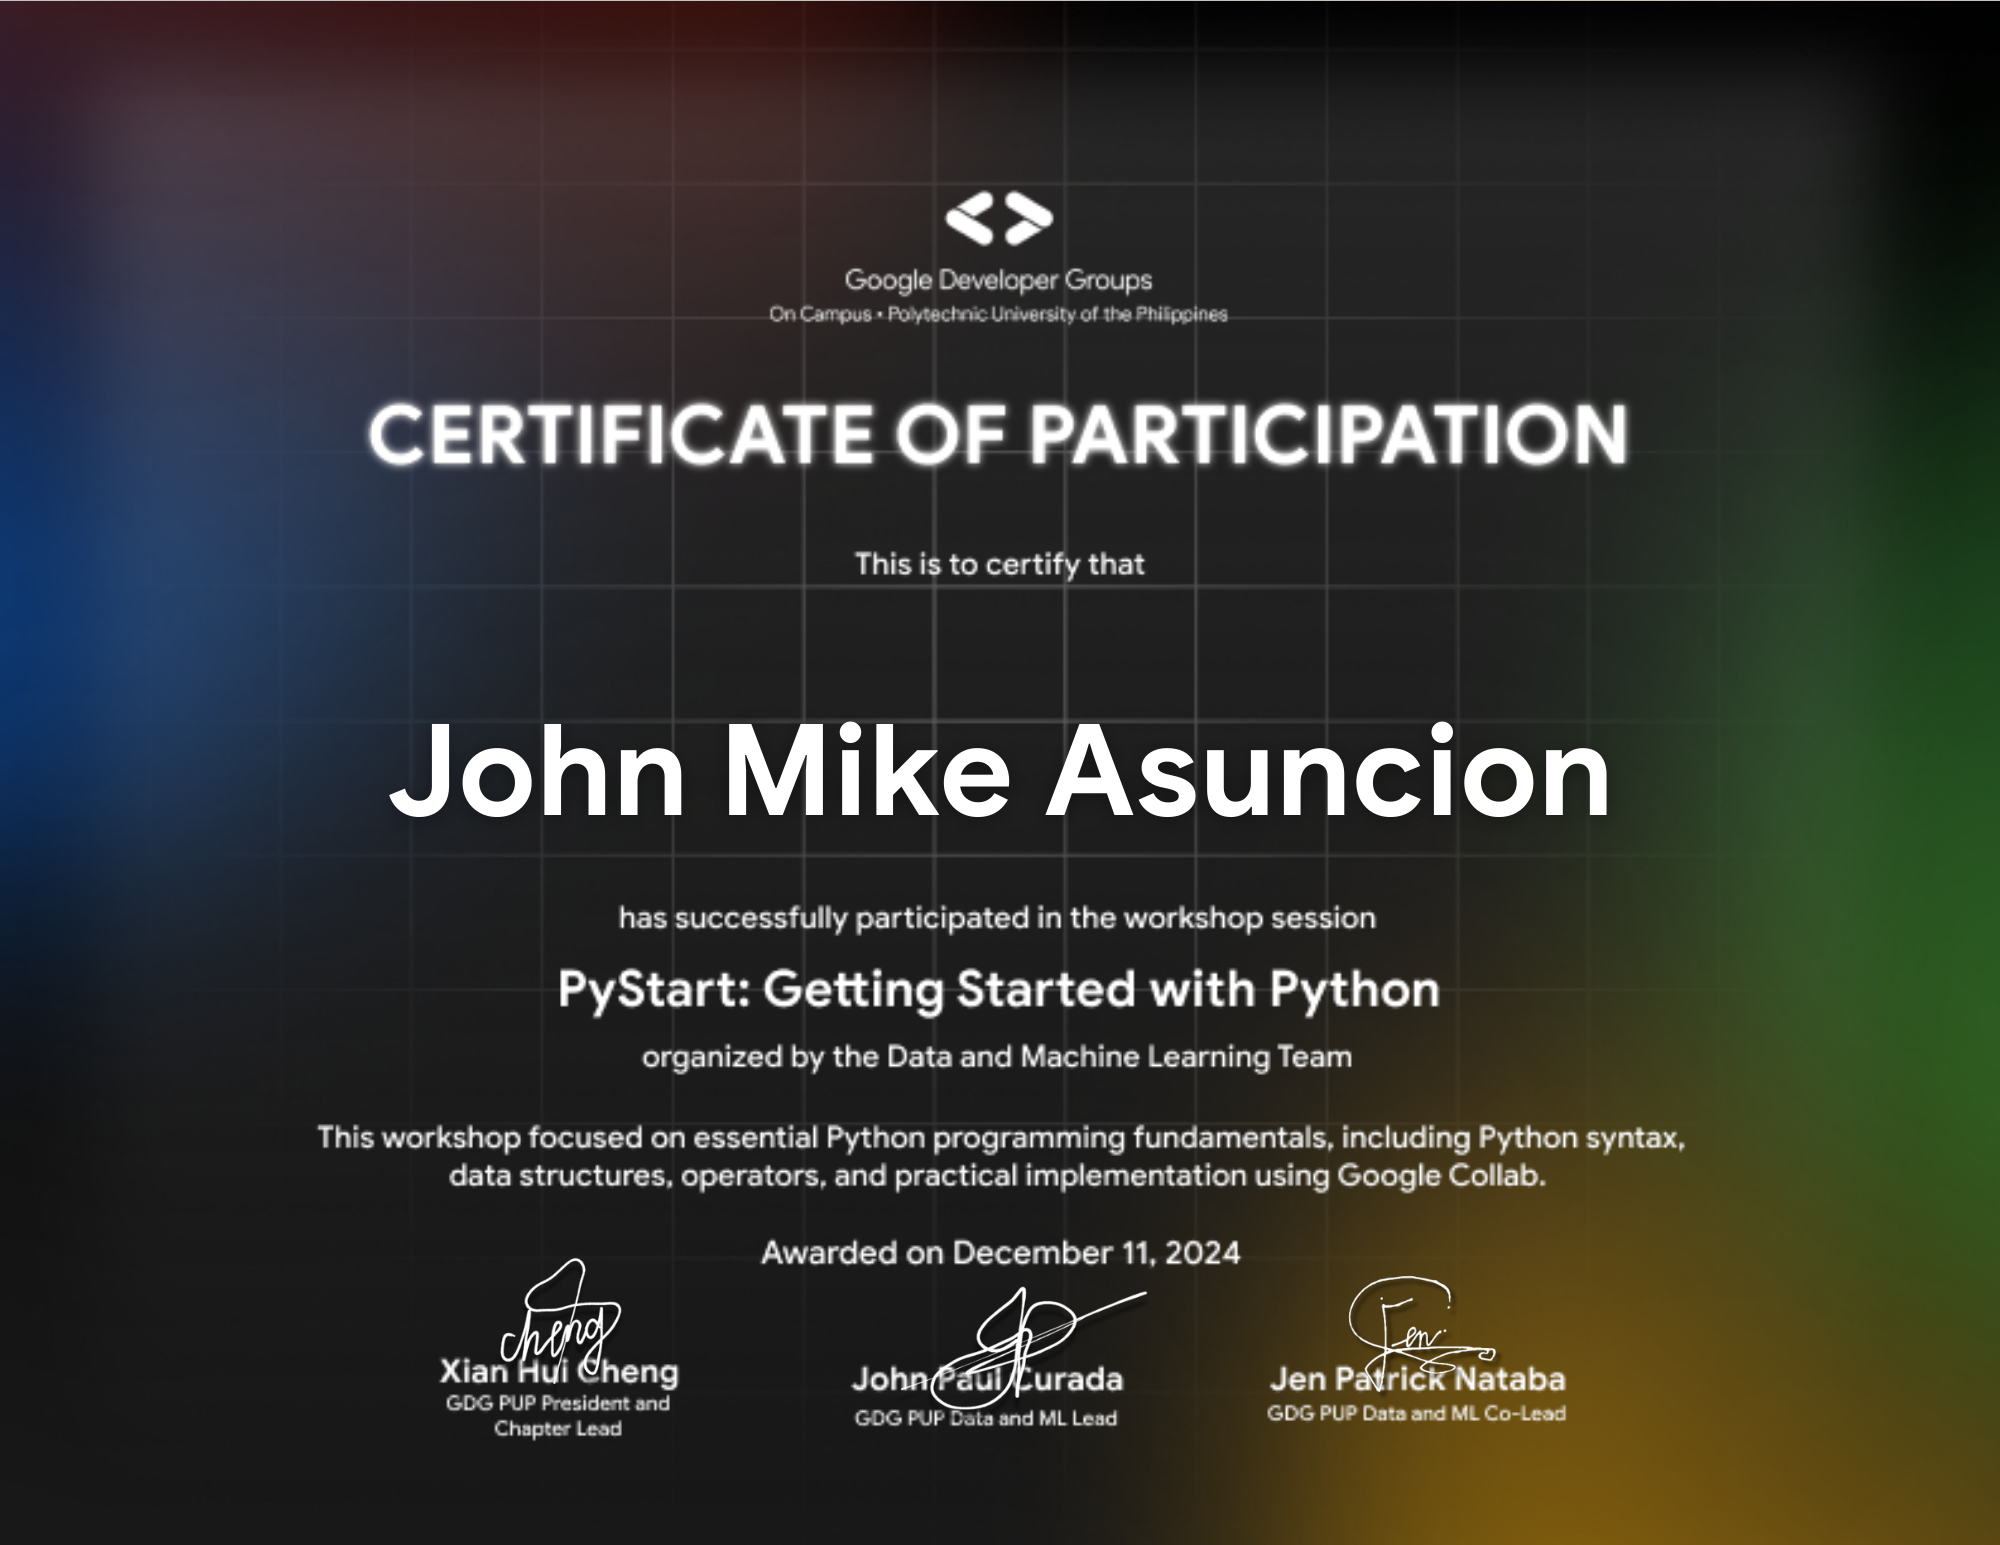 Google Developer Groups
On Campus • Polytechnic University of the Philippines
CERTIFICATE OF PARTICIPATION
This is to certify that
John Mike Asuncion
has successfully participated in the workshop session
PyStart: Getting Started with Python
organized by the Data and Machine Learning Team
This workshop focused on essential Python programming fundamentals, including Python syntax,
data structures, operators, and practical implementation using Google Collab.
Awarded on December 11, 2024
Cheng
Xian Hui Cheng
GDG PUP President and
Chapter Lead
JP
John Paul Curada
GDG PUP Data and ML Lead
Jen
Jen Patrick Nataba
GDG PUP Data and ML Co-Lead